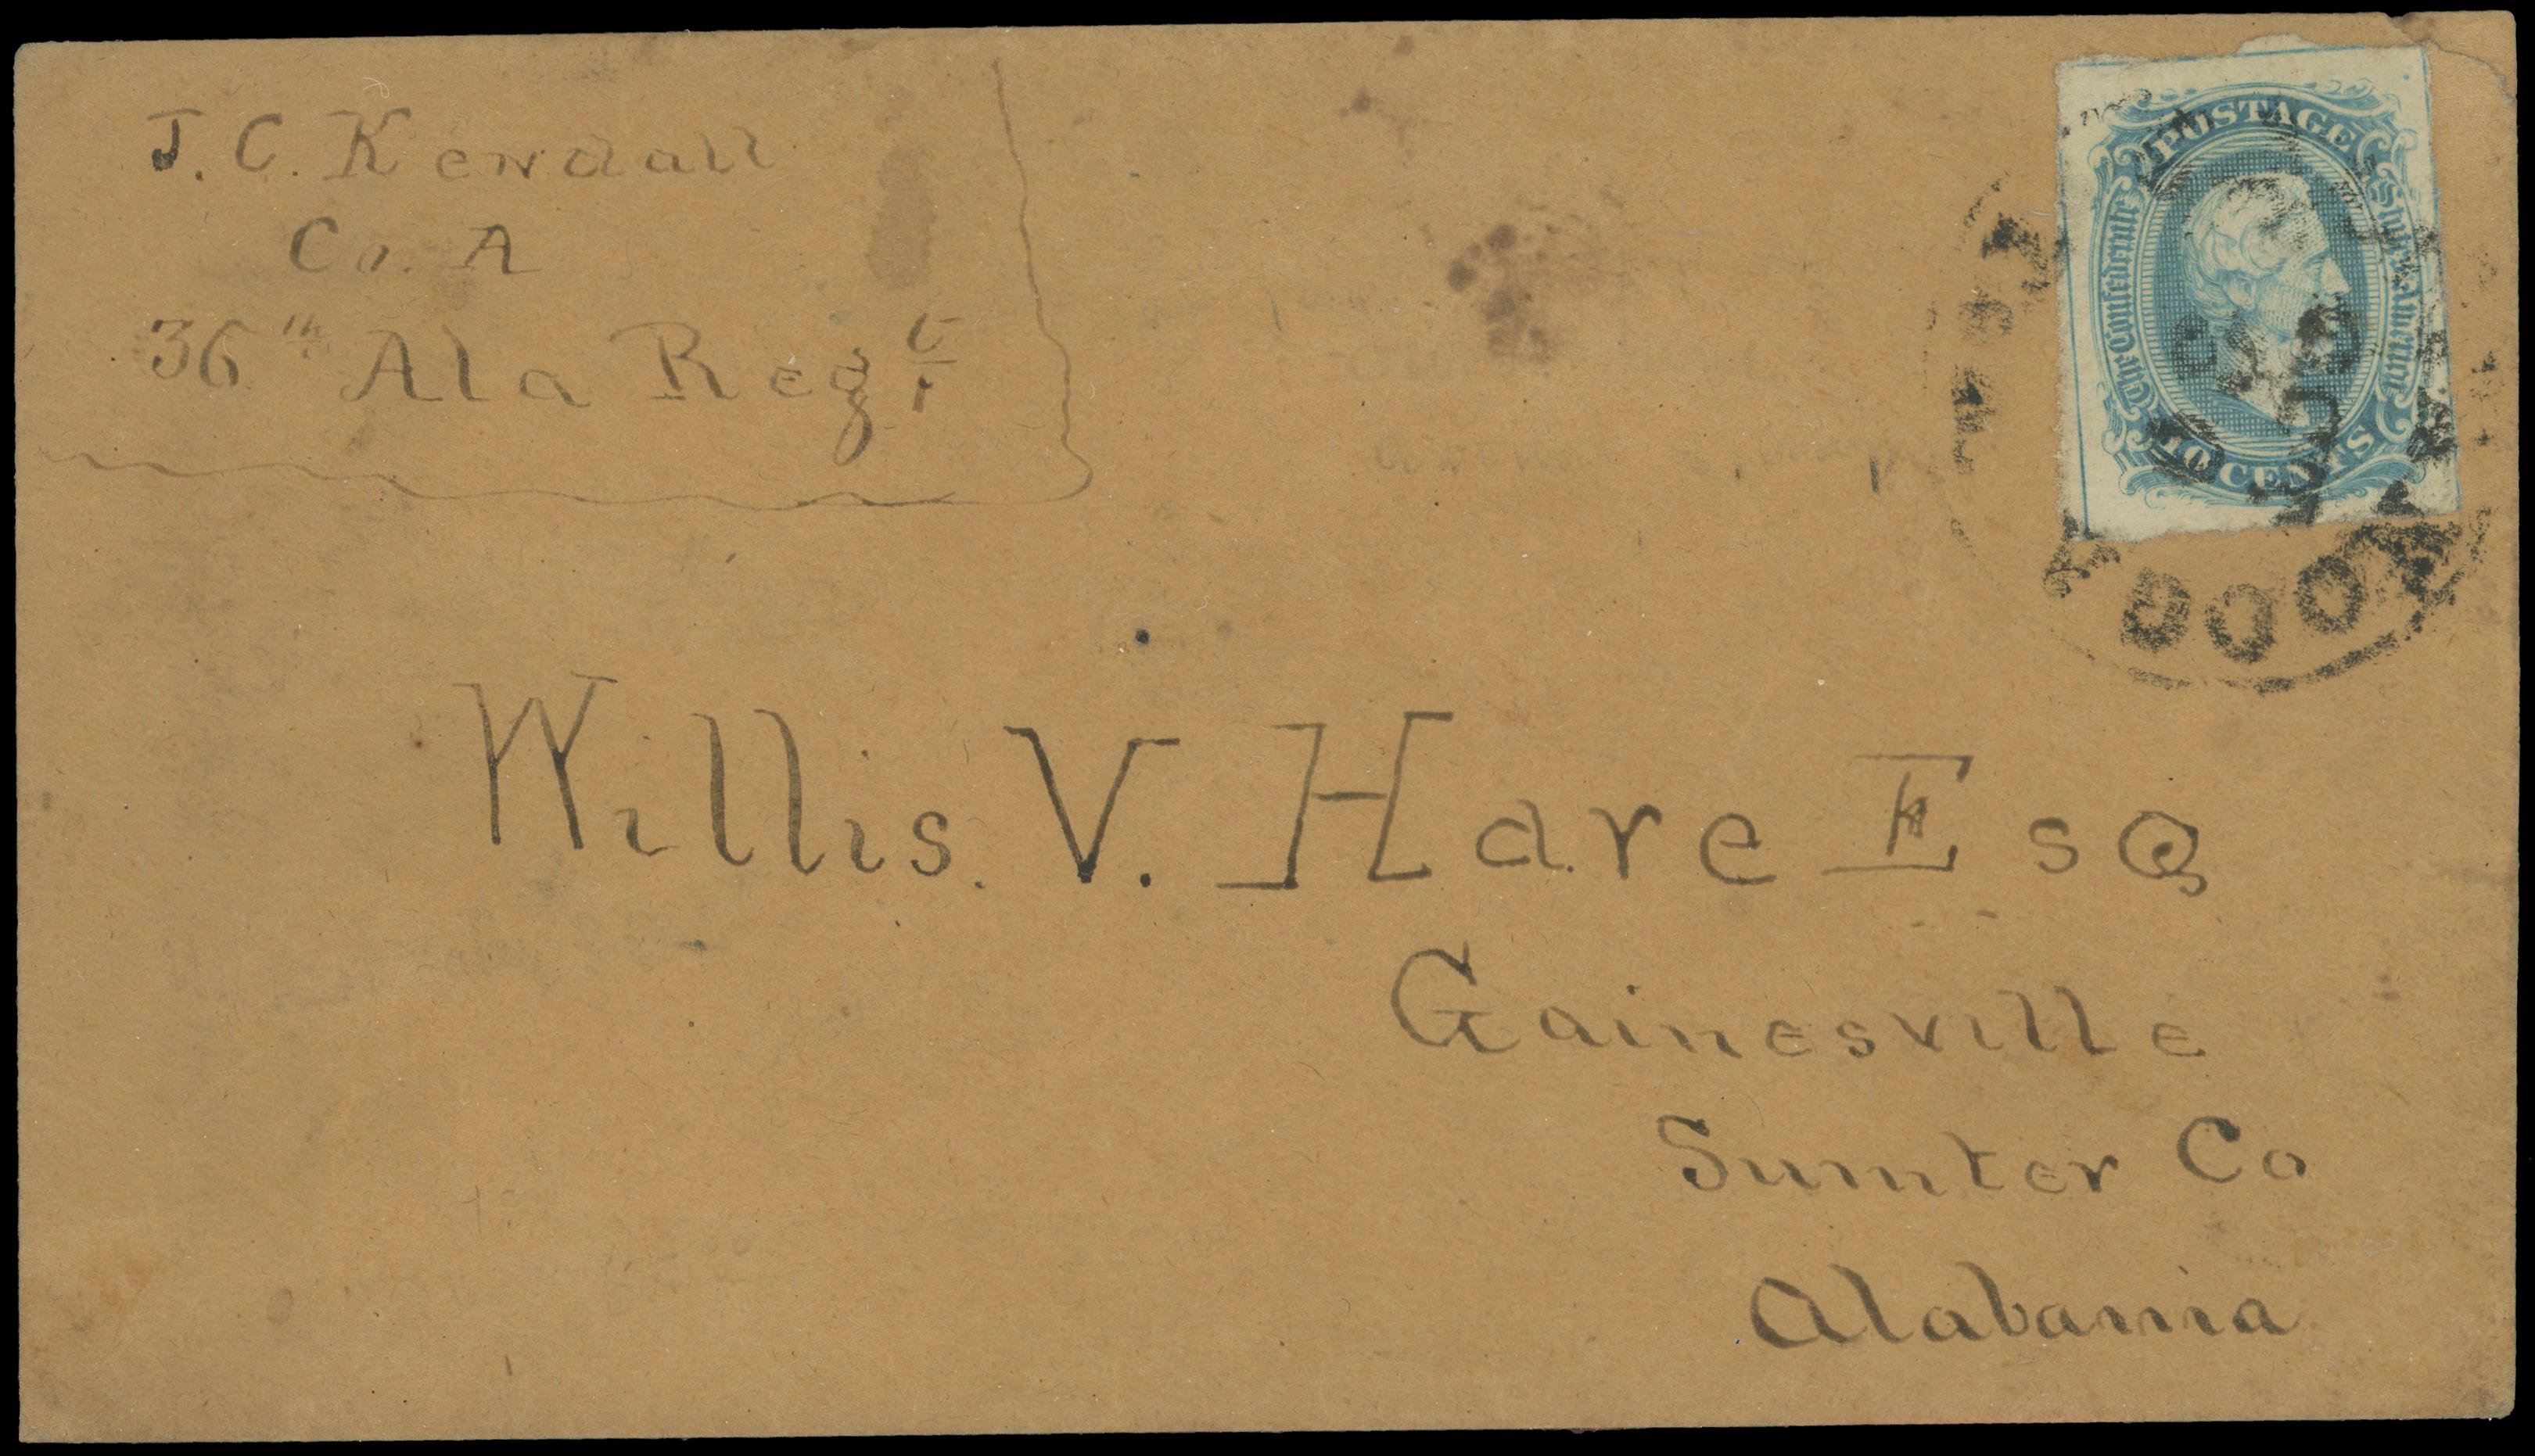 J. C. Kendall
Co. A
36th Ala Regt
POSTAGE
The Confederate States of America
10 CENTS
Willis. V. Hare EsQ
Gainesville
Sumter Co
Alabama